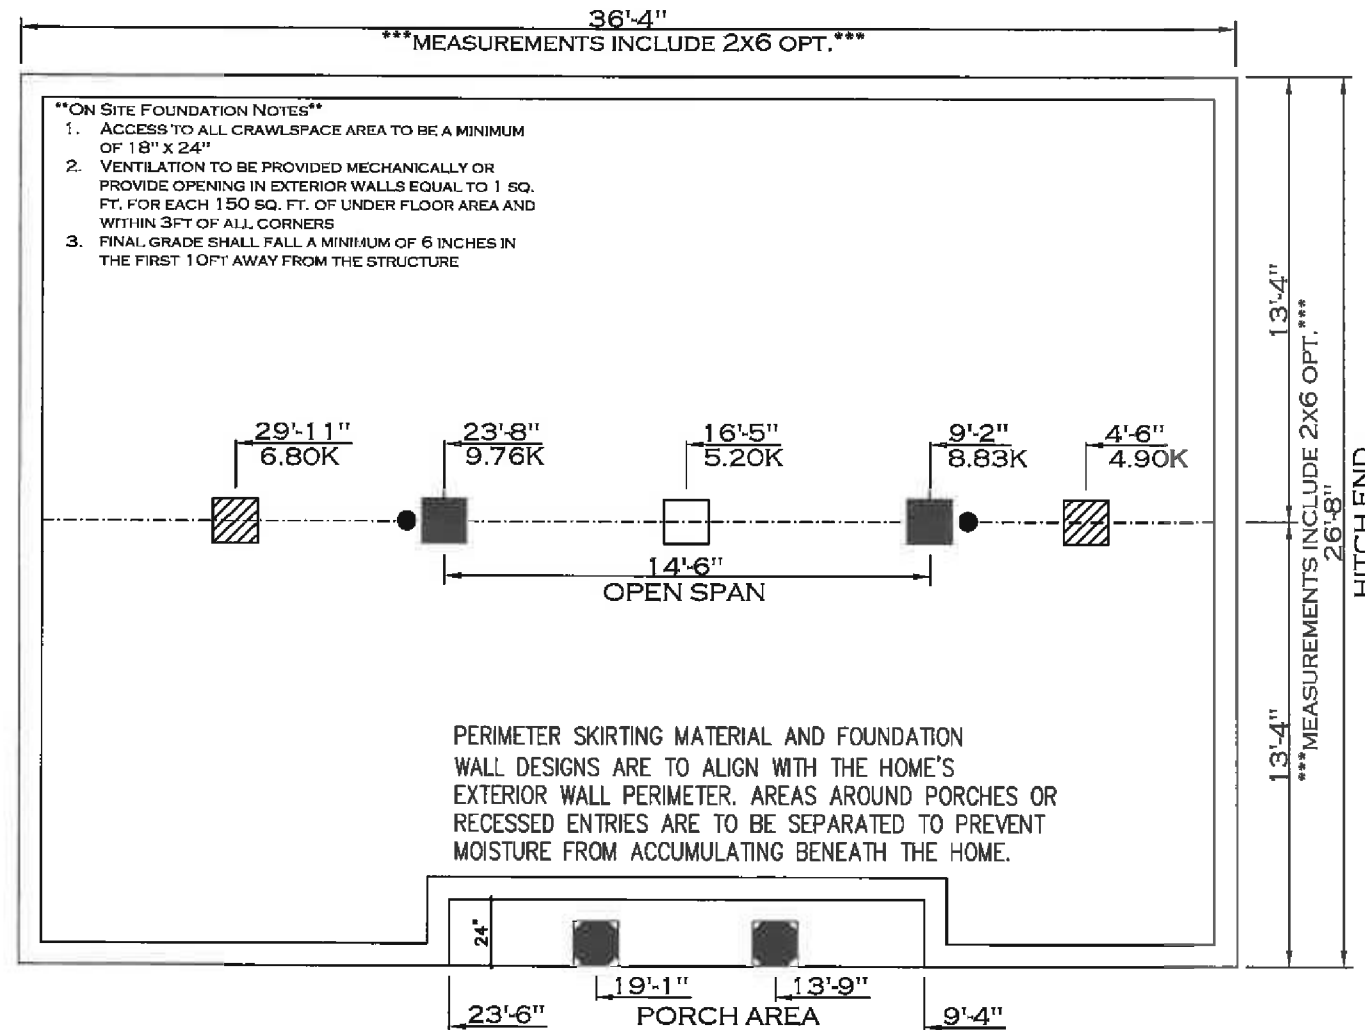 36'-4"
***MEASUREMENTS INCLUDE 2X6 OPT.***
**ON SITE FOUNDATION NOTES**
1. ACCESS TO ALL CRAWLSPACE AREA TO BE A MINIMUM
OF 18" X 24"
2. VENTILATION TO BE PROVIDED MECHANICALLY OR
PROVIDE OPENING IN EXTERIOR WALLS EQUAL TO 1 SQ.
FT. FOR EACH 150 SQ. FT. OF UNDER FLOOR AREA AND
WITHIN 3FT OF ALL CORNERS
3. FINAL GRADE SHALL FALL A MINIMUM OF 6 INCHES IN
THE FIRST 10FT AWAY FROM THE STRUCTURE
29'-11"
6.80K
23'-8"
9.76K
16'-5"
5.20K
9'-2"
8.83K
4'-6"
4.90K
14'-6"
OPEN SPAN
13'-4"
13'-4"
***MEASUREMENTS INCLUDE 2X6 OPT.***
26'-8"
HITCH END
PERIMETER SKIRTING MATERIAL AND FOUNDATION
WALL DESIGNS ARE TO ALIGN WITH THE HOME'S
EXTERIOR WALL PERIMETER. AREAS AROUND PORCHES OR
RECESSED ENTRIES ARE TO BE SEPARATED TO PREVENT
MOISTURE FROM ACCUMULATING BENEATH THE HOME.
24"
19'-1"
13'-9"
23'-6"
PORCH AREA
9'-4"